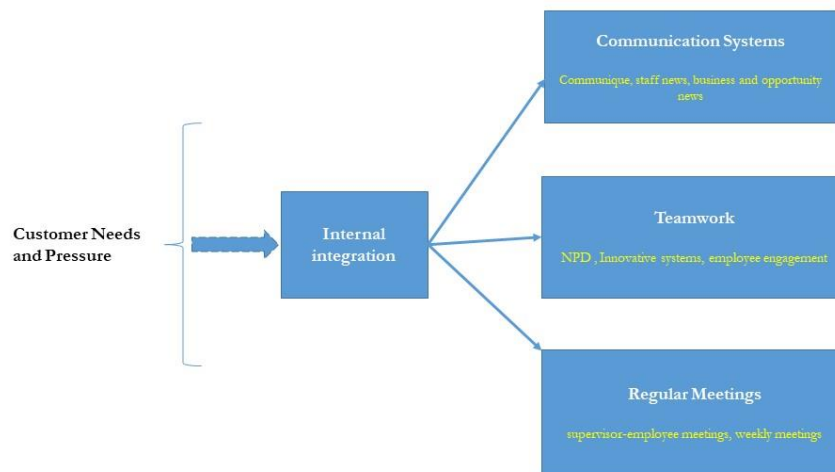 Customer Needs
and Pressure
Internal
integration
Communication Systems
Communique, staff news, business and opportunity
news
Teamwork
NPD , Innovative systems, employee engagement
Regular Meetings
supervisor-employee meetings, weekly meetings